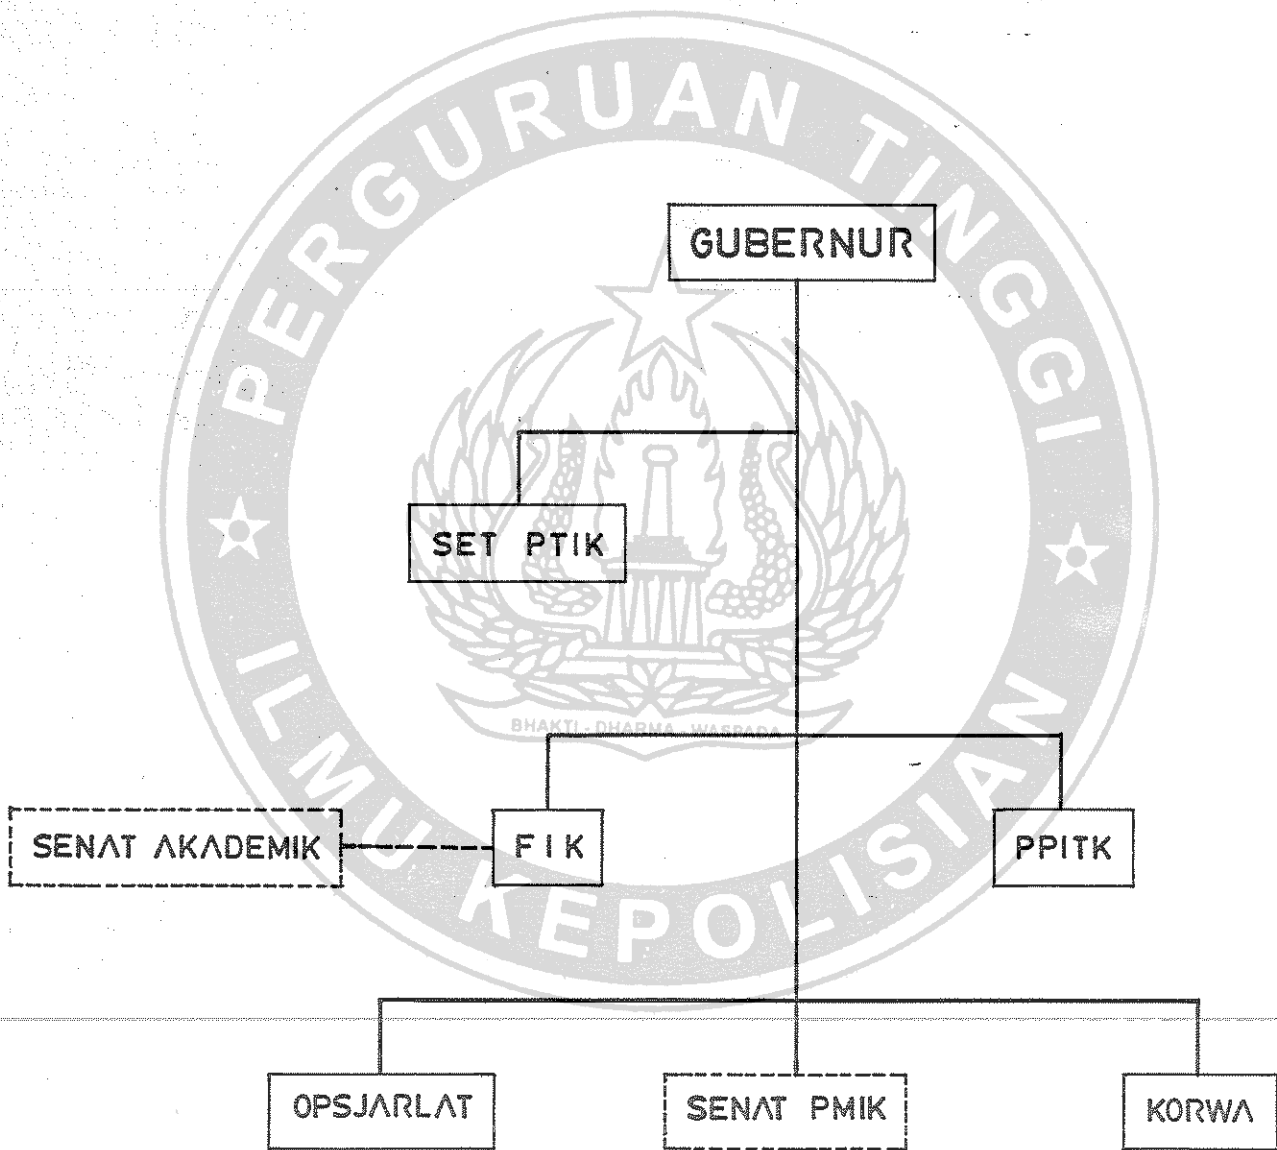 PERGURUAN TINGGI
GUBERNUR
SET PTIK
BHAKTI - DHARMA - WASPADA
SENAT AKADEMIK
FIK
PPITK
ILMU KEPOLISIAN
OPSJARLAT
SENAT PMIK
KORWA